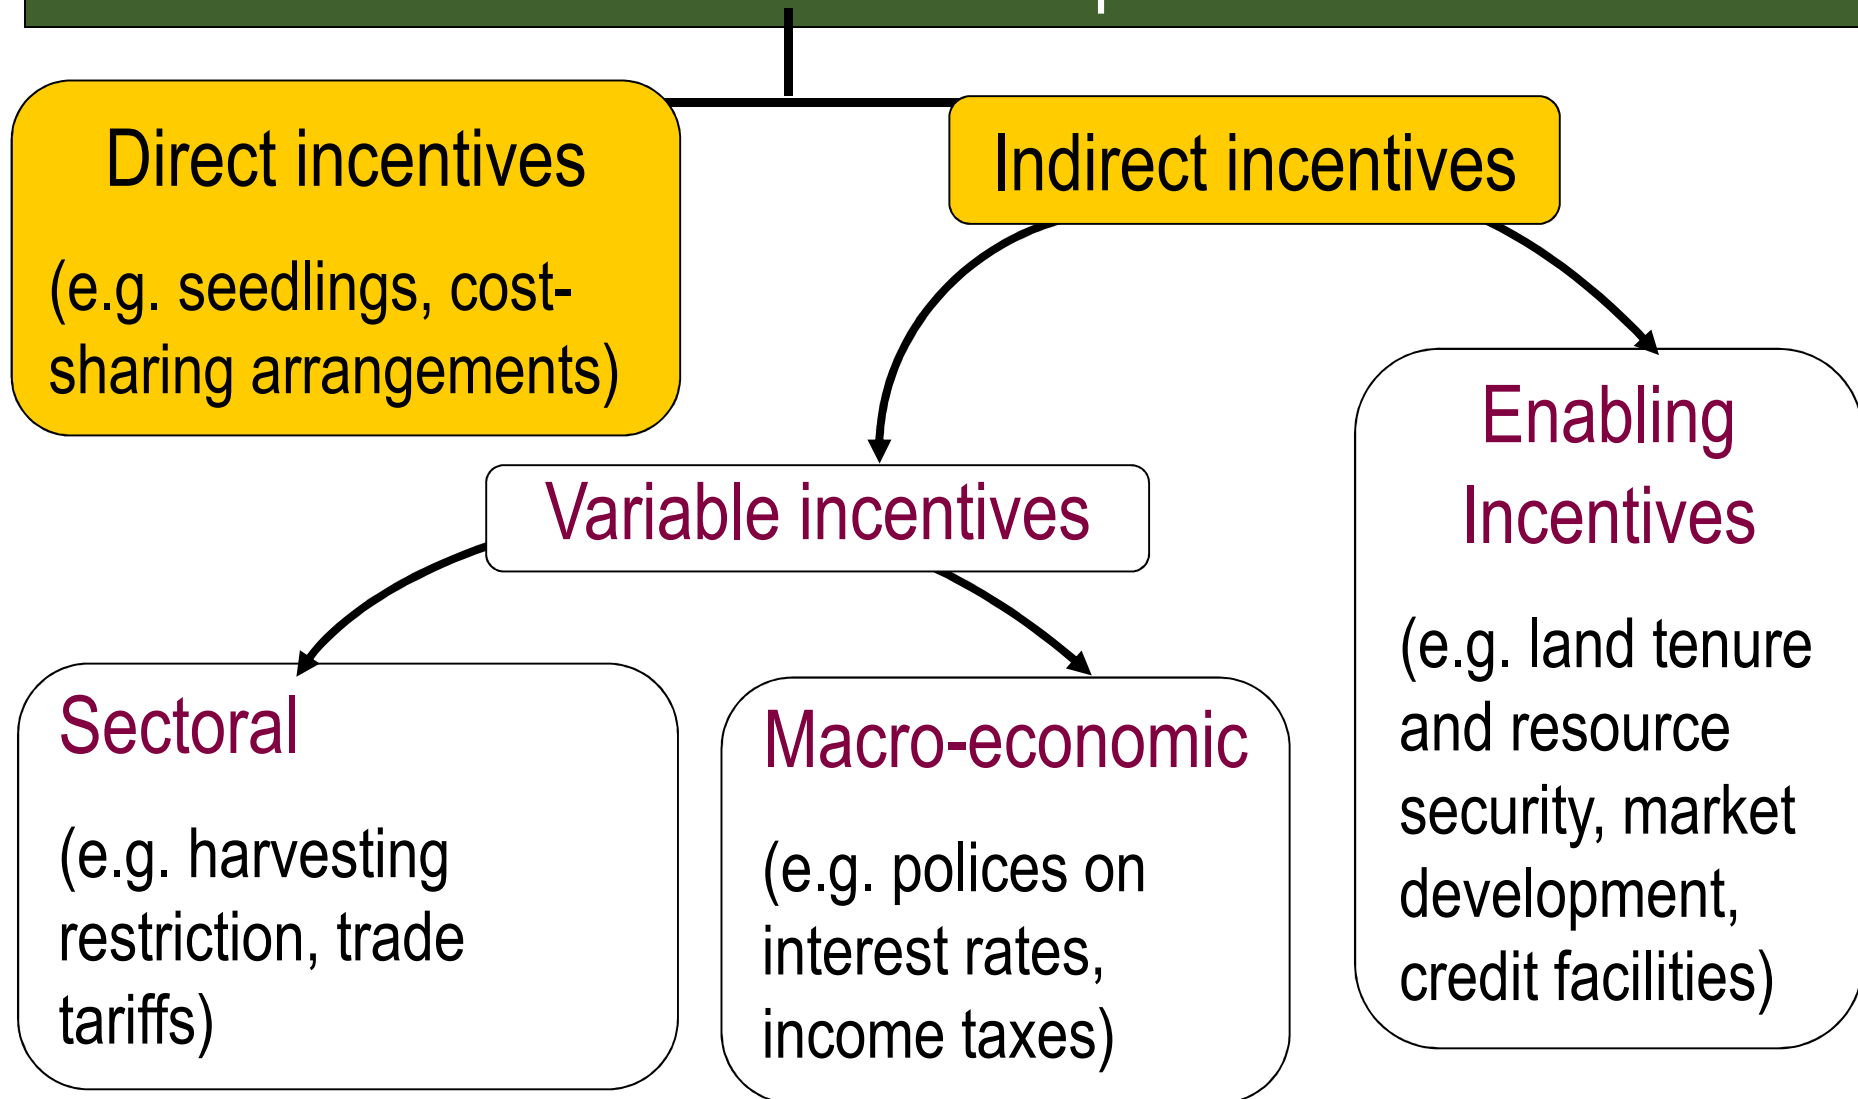 Direct incentives
(e.g. seedlings, cost-
sharing arrangements)
Indirect incentives
Variable incentives
Enabling
Incentives
(e.g. land tenure
and resource
security, market
development,
credit facilities)
Sectoral
(e.g. harvesting
restriction, trade
tariffs)
Macro-economic
(e.g. polices on
interest rates,
income taxes)